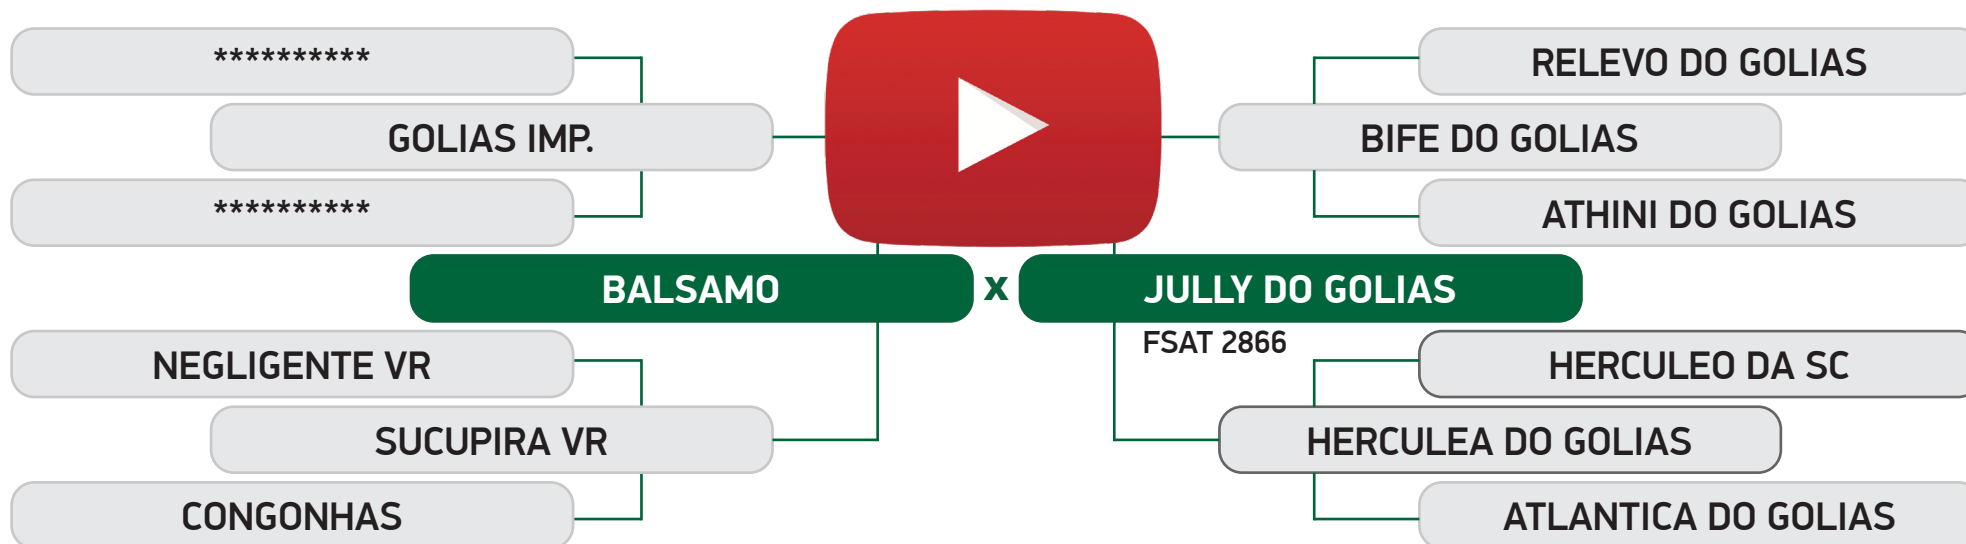 **********
GOLIAS IMP.
**********
RELEVO DO GOLIAS
BIFE DO GOLIAS
ATHINI DO GOLIAS
BALSAMO x JULLY DO GOLIAS
FSAT 2866
NEGLIGENTE VR
SUCUPIRA VR
CONGONHAS
HERCULEO DA SC
HERCULEA DO GOLIAS
ATLANTICA DO GOLIAS